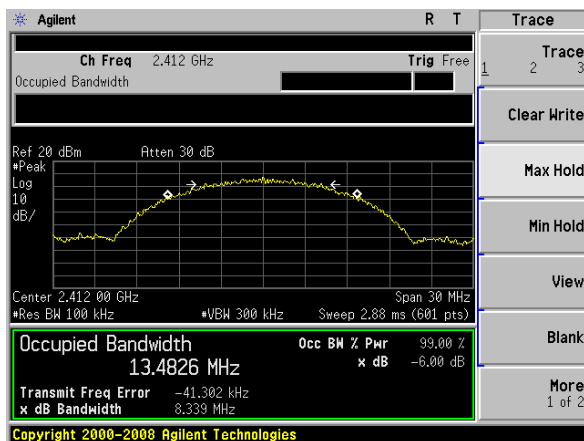 Agilent R T Trace
Ch Freq 2.412 GHz Trig Free
Occupied Bandwidth
Trace
1 2 3
Clear Write
Max Hold
Min Hold
View
Blank
More
1 of 2
Ref 20 dBm Atten 30 dB
#Peak
Log
10
dB/
Center 2.412 00 GHz Span 30 MHz
#Res BW 100 kHz #VBW 300 kHz Sweep 2.88 ms (601 pts)
Occupied Bandwidth Occ BW % Pwr 99.00 %
13.4826 MHz x dB -6.00 dB
Transmit Freq Error -41.302 kHz
x dB Bandwidth 8.339 MHz
Copyright 2000-2008 Agilent Technologies